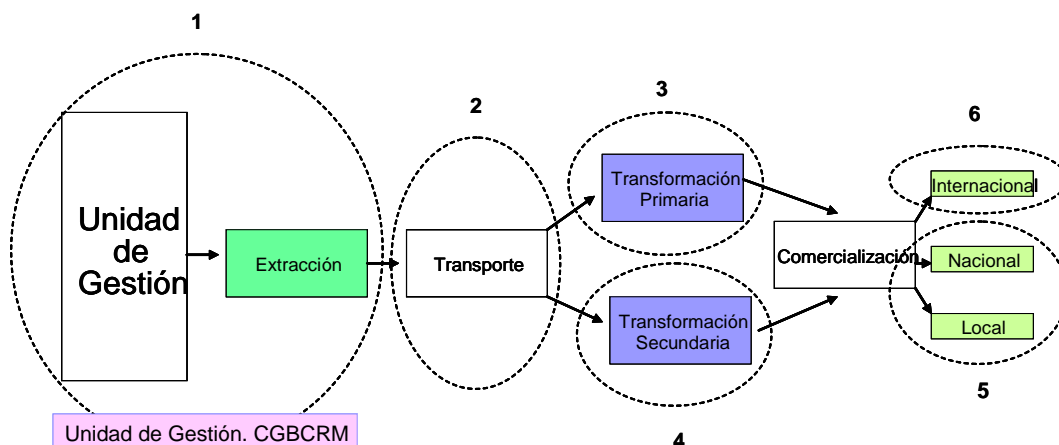 1
2
3
6
Transformación
Primaria
Internacional
Unidad
de
Gestión
Extracción
Transporte
Comercialización
Nacional
Transformación
Secundaria
Local
5
Unidad de Gestión. CGBCRM
4